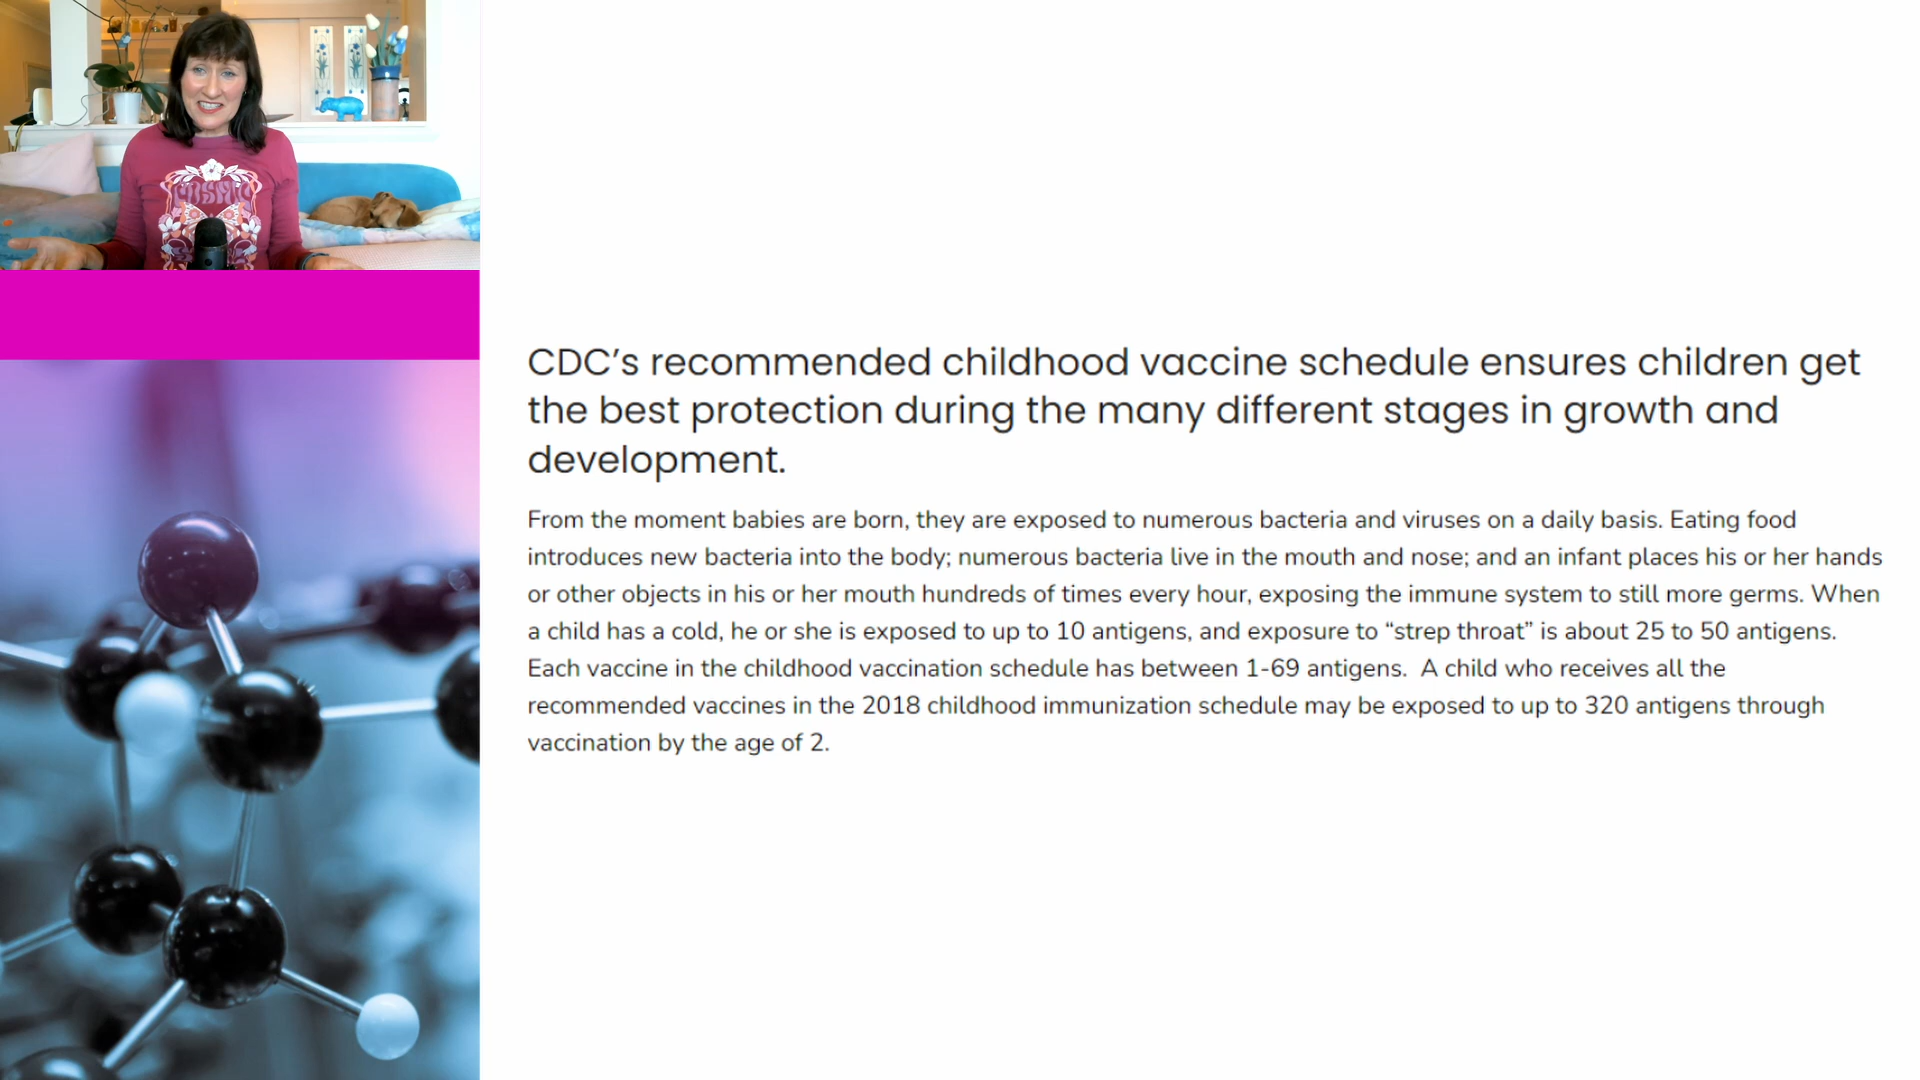 COSMIC
CDC’s recommended childhood vaccine schedule ensures children get
the best protection during the many different stages in growth and
development.
From the moment babies are born, they are exposed to numerous bacteria and viruses on a daily basis. Eating food
introduces new bacteria into the body; numerous bacteria live in the mouth and nose; and an infant places his or her hands
or other objects in his or her mouth hundreds of times every hour, exposing the immune system to still more germs. When
a child has a cold, he or she is exposed to up to 10 antigens, and exposure to “strep throat” is about 25 to 50 antigens.
Each vaccine in the childhood vaccination schedule has between 1-69 antigens.  A child who receives all the
recommended vaccines in the 2018 childhood immunization schedule may be exposed to up to 320 antigens through
vaccination by the age of 2.